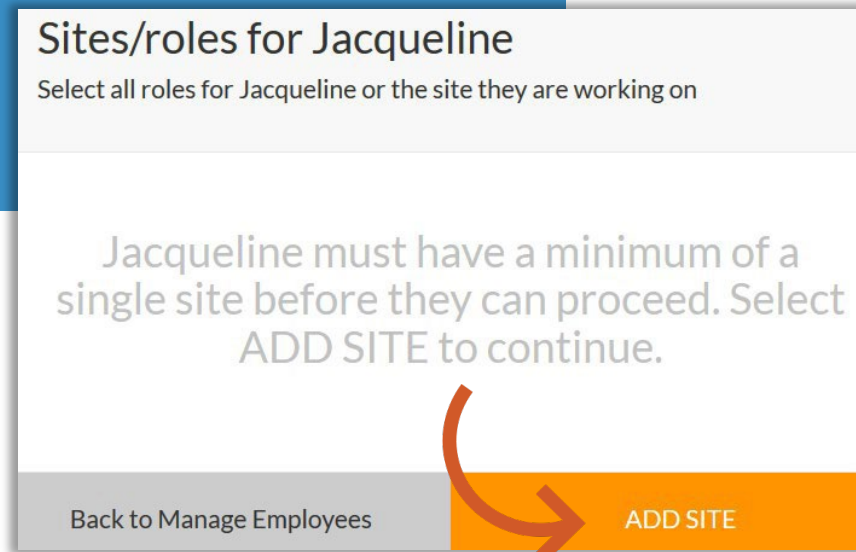 Sites/roles for Jacqueline
Select all roles for Jacqueline or the site they are working on
Jacqueline must have a minimum of a
single site before they can proceed. Select
ADD SITE to continue.
Back to Manage Employees
ADD SITE